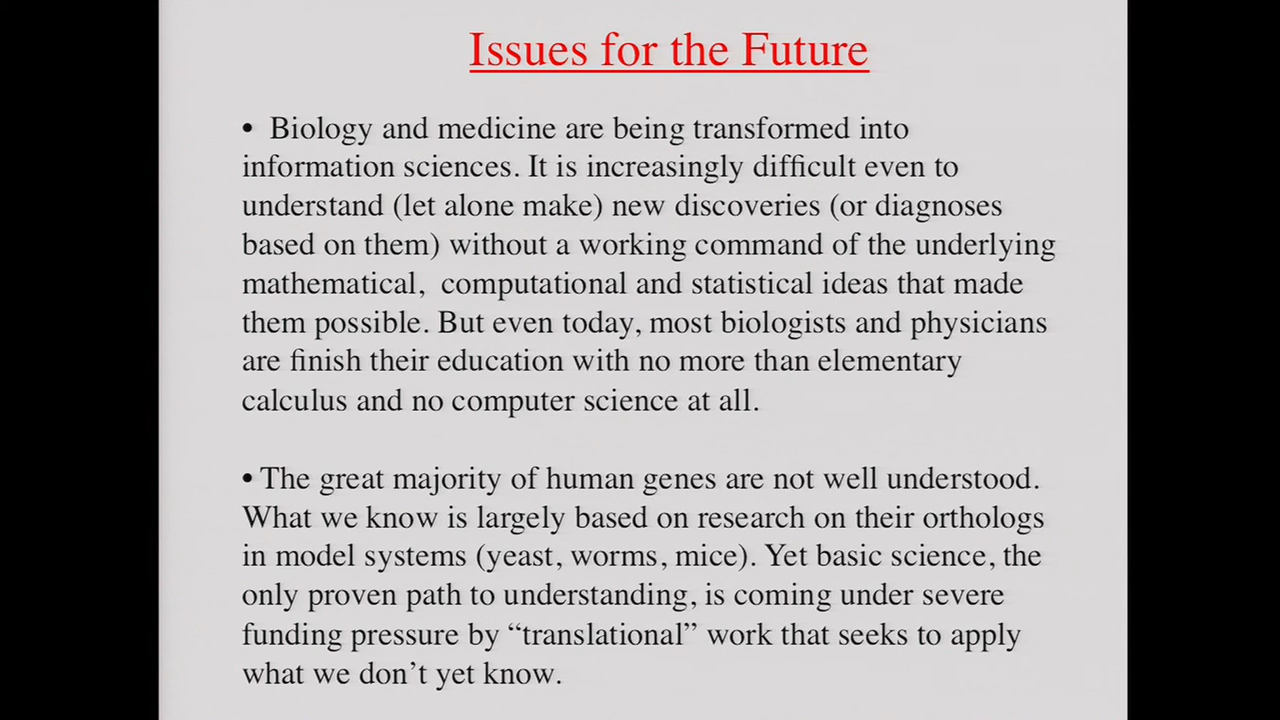 Issues for the Future
• Biology and medicine are being transformed into
information sciences. It is increasingly difficult even to
understand (let alone make) new discoveries (or diagnoses
based on them) without a working command of the underlying
mathematical, computational and statistical ideas that made
them possible. But even today, most biologists and physicians
are finish their education with no more than elementary
calculus and no computer science at all.
• The great majority of human genes are not well understood.
What we know is largely based on research on their orthologs
in model systems (yeast, worms, mice). Yet basic science, the
only proven path to understanding, is coming under severe
funding pressure by “translational” work that seeks to apply
what we don’t yet know.